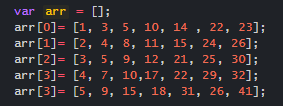 var arr = [];
arr[0]= [1, 3, 5, 10, 14 , 22, 23];
arr[1]= [2, 4, 8, 11, 15, 24, 26];
arr[2]= [3, 5, 9, 12, 21, 25, 30];
arr[3]= [4, 7, 10,17, 22, 29, 32];
arr[3]= [5, 9, 15, 18, 31, 26, 41];